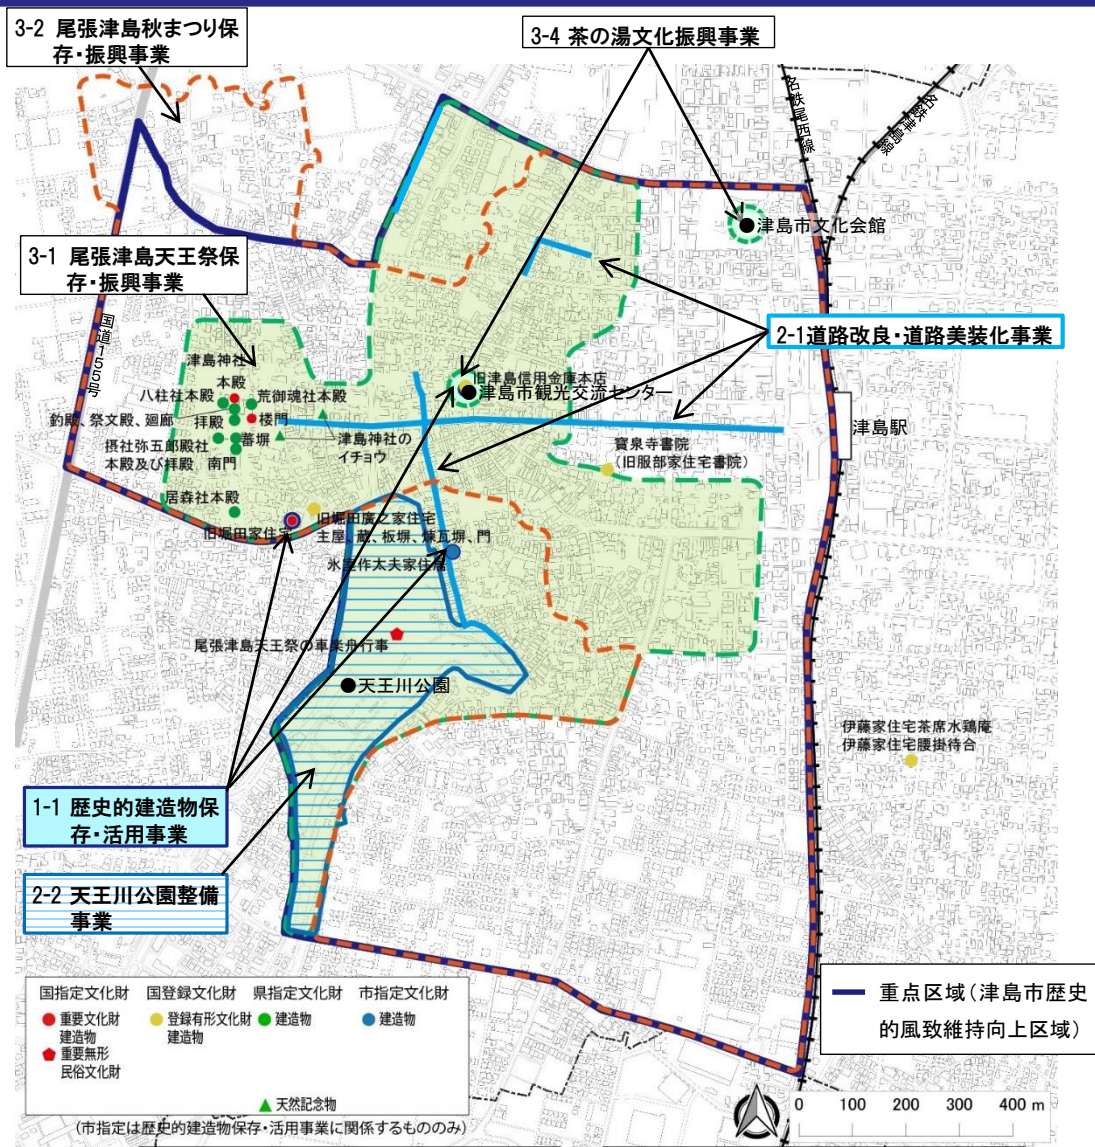 3-2 尾張津島秋まつり保
存・振興事業
3-4 茶の湯文化振興事業
名鉄尾西線
名鉄津島線
津島市文化会館
3-1 尾張津島天王祭保
存・振興事業
国道155号
2-1道路改良・道路美装化事業
津島神社
本殿
八柱社本殿
荒御魂社本殿
釣殿、祭文殿、廻廊
拝殿
楼門
蕃塀
摂社弥五郎殿社
本殿及び拝殿
南門
津島神社の
イチョウ
居森社本殿
旧津島信用金庫本店
津島市観光交流センター
津島駅
寶泉寺書院
(旧服部家住宅書院)
旧堀田家住宅
旧堀田廣之家住宅
主屋、蔵、板塀、煉瓦塀、門
氷室作太夫家住居
尾張津島天王祭の車楽舟行事
天王川公園
伊藤家住宅茶席水鶏庵
伊藤家住宅腰掛待合
1-1 歴史的建造物保
存・活用事業
2-2 天王川公園整備
事業
国指定文化財 国登録文化財 県指定文化財 市指定文化財
重要文化財 登録有形文化財 建造物 建造物
建造物 建造物
重要無形
民俗文化財
天然記念物
(市指定は歴史的建造物保存・活用事業に関係するもののみ)
重点区域(津島市歴史
的風致維持向上区域)
0 100 200 300 400 m